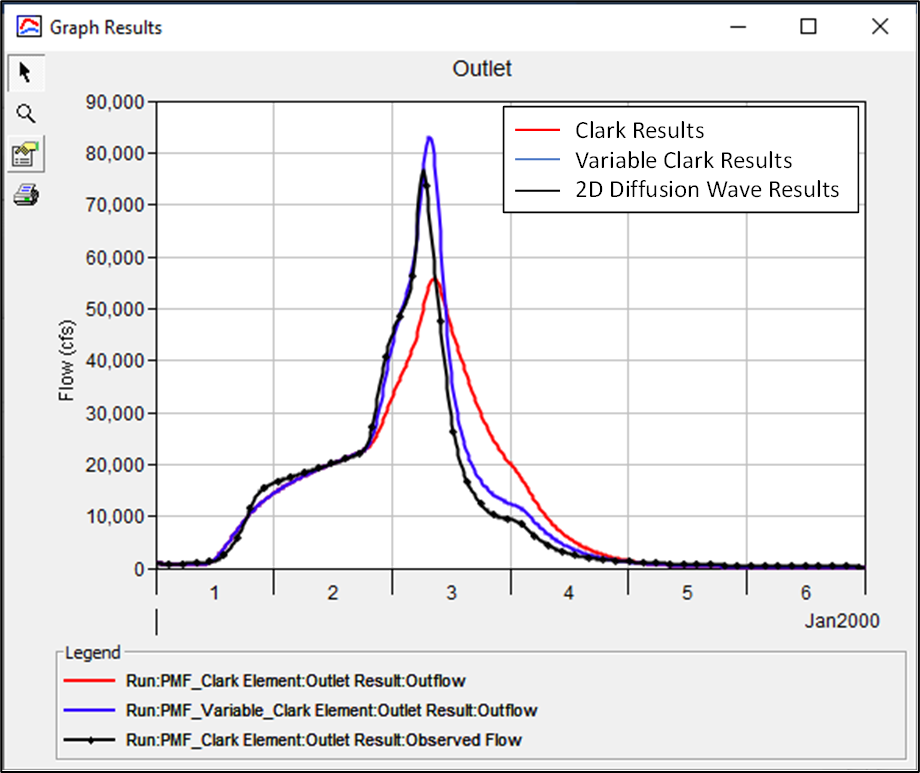 Graph Results
Outlet
90,000
80,000
70,000
60,000
50,000
40,000
30,000
20,000
10,000
0
Flow (cfs)
Clark Results
Variable Clark Results
2D Diffusion Wave Results
1 2 3 4 5 6
Jan2000
Legend
Run:PMF_Clark Element:Outlet Result:Outflow
Run:PMF_Variable_Clark Element:Outlet Result:Outflow
Run:PMF_Clark Element:Outlet Result:Observed Flow